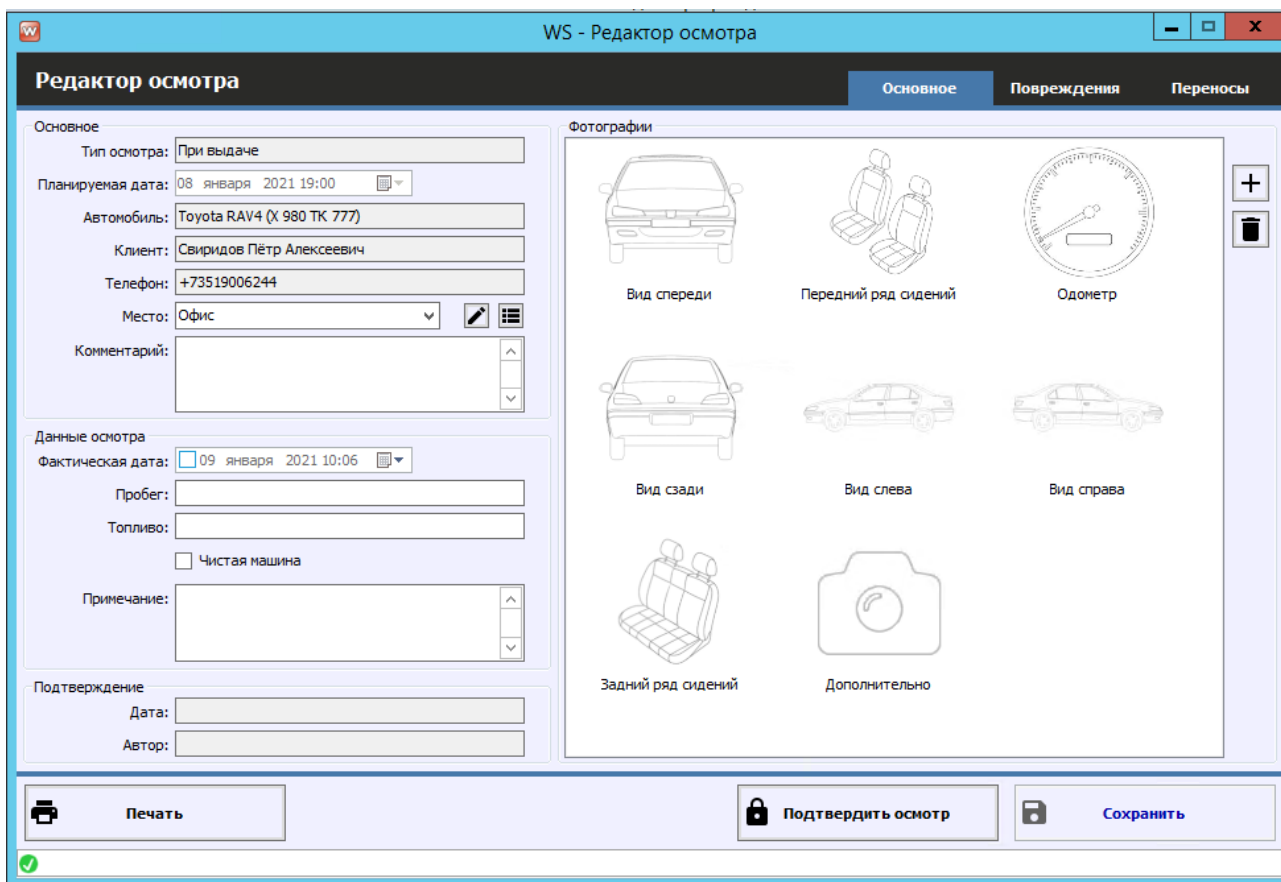 WS - Редактор осмотра
Редактор осмотра
Основное
Повреждения
Переносы
Основное
Тип осмотра: При выдаче
Планируемая дата: 08 января 2021 19:00
Автомобиль: Toyota RAV4 (X 980 TK 777)
Клиент: Свиридов Пётр Алексеевич
Телефон: +73519006244
Место: Офис
Комментарий:
Данные осмотра
Фактическая дата: 09 января 2021 10:06
Пробег:
Топливо:
Чистая машина
Примечание:
Подтверждение
Дата:
Автор:
Фотографии
Вид спереди
Передний ряд сидений
Одометр
Вид сзади
Вид слева
Вид справа
Задний ряд сидений
Дополнительно
Печать
Подтвердить осмотр
Сохранить